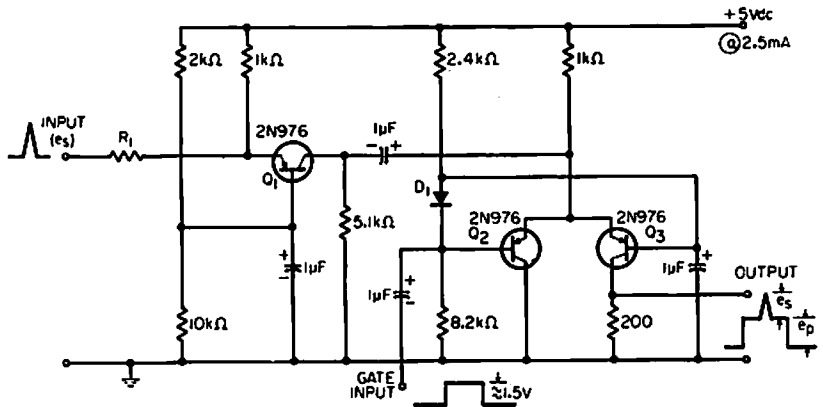 +5Vdc
@2.5mA
2kΩ
1kΩ
2.4kΩ
1kΩ
INPUT
(es)
R1
2N976
Q1
1μF
- +
D1
5.1kΩ
2N976
Q2
2N976
Q3
+
-
1μF
+
-
1μF
+
1μF
OUTPUT
es
ep
10kΩ
8.2kΩ
200
GATE
INPUT
≈1.5V